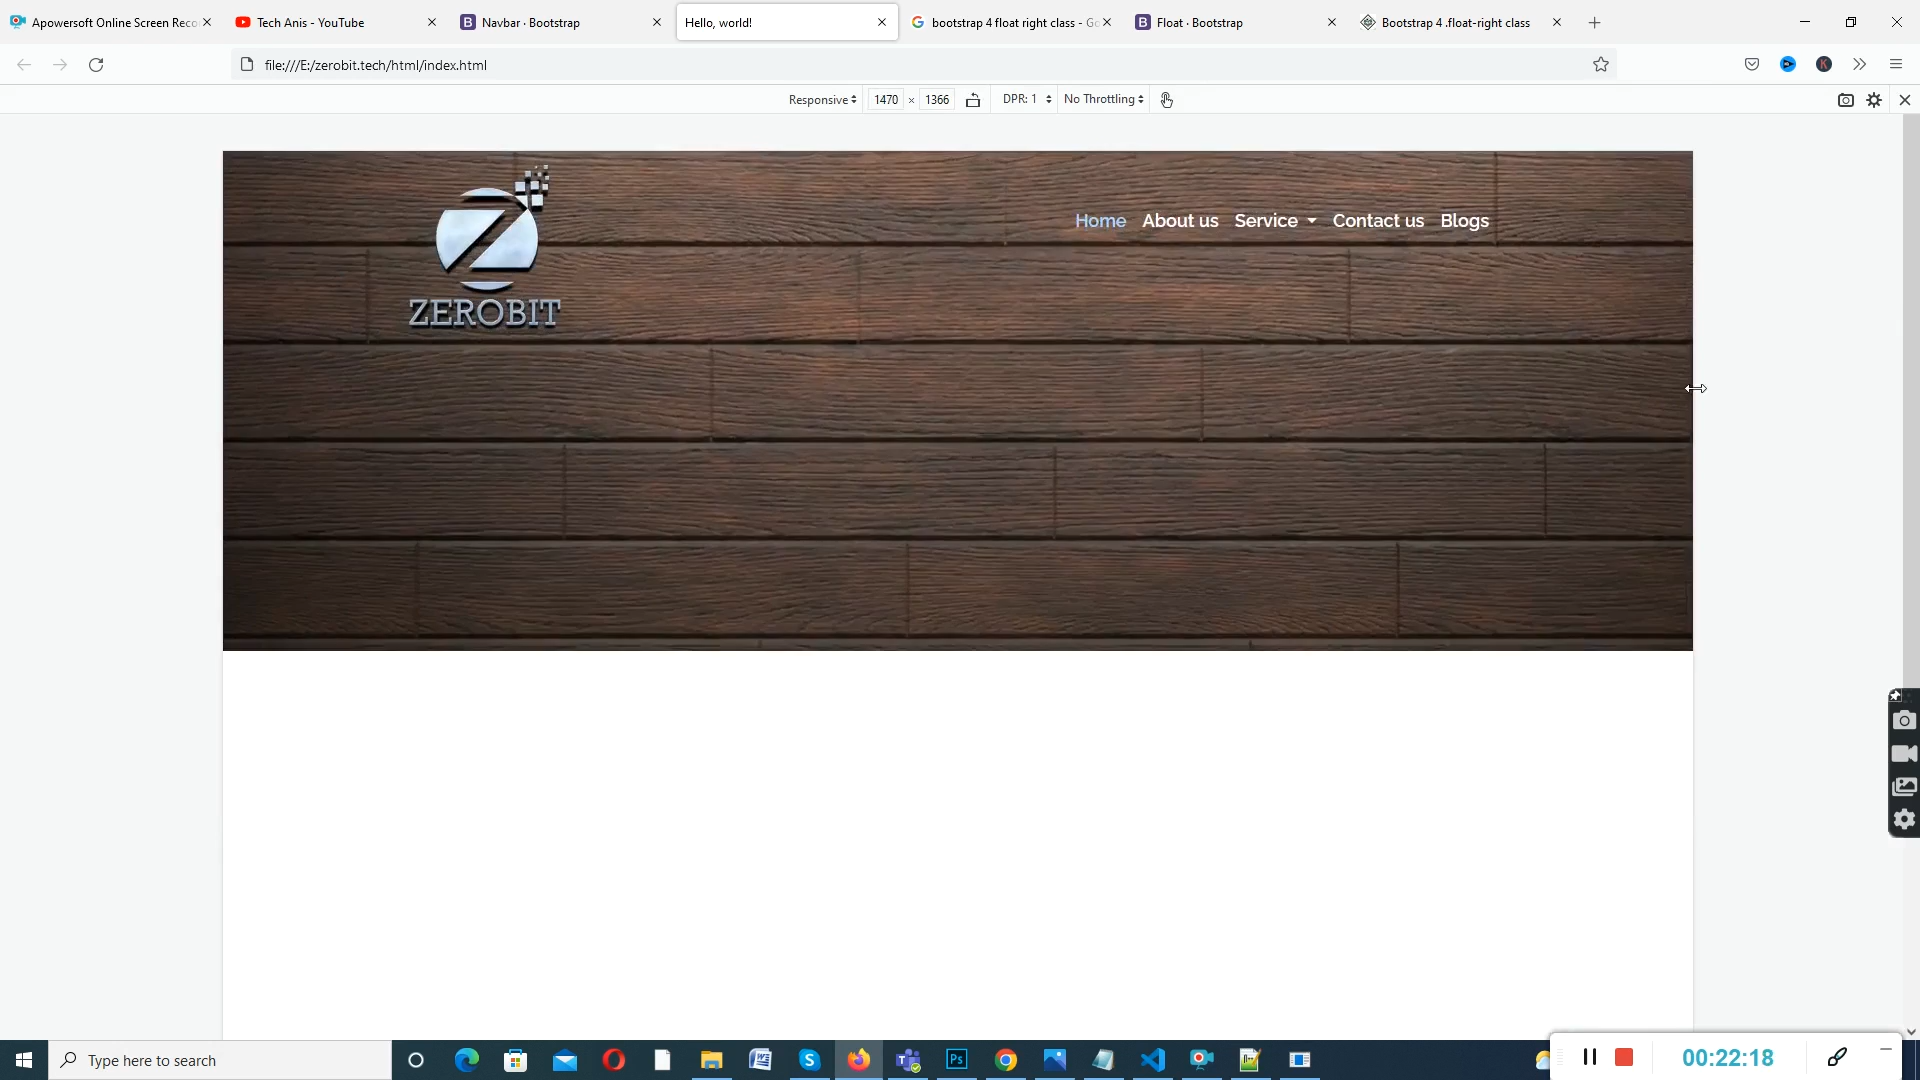 Apowersoft Online Screen Reco
Tech Anis - YouTube
Navbar · Bootstrap
Hello, world!
bootstrap 4 float right class - Go
Float · Bootstrap
Bootstrap 4 .float-right class
file:///E:/zerobit.tech/html/index.html
Responsive 1470 × 1366 DPR: 1 No Throttling
Home About us Service Contact us Blogs
ZEROBIT
Type here to search
00:22:18